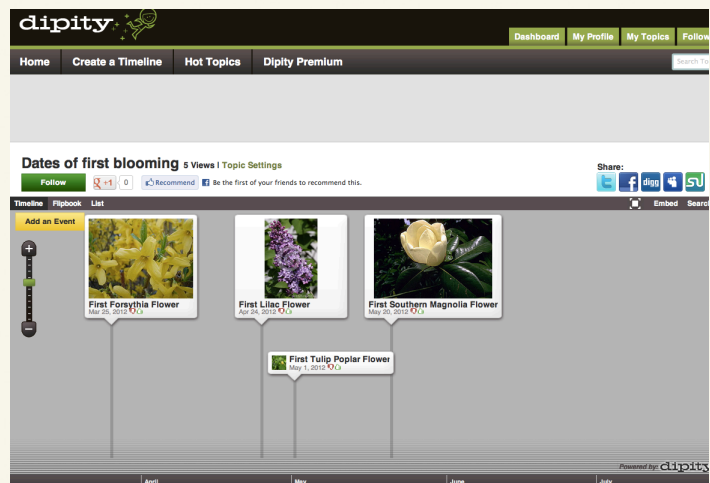 dipity
Dashboard My Profile My Topics Follow
Home Create a Timeline Hot Topics Dipity Premium Search To
Dates of first blooming 5 Views | Topic Settings
Share:
Follow +1 0 Recommend Be the first of your friends to recommend this.
digg
Timeline Flipbook List Embed Search
Add an Event
First Forsythia Flower
Mar 25, 2012
First Lilac Flower
Apr 24, 2012
First Southern Magnolia Flower
May 20, 2012
First Tulip Poplar Flower
May 1, 2012
Powered by: dipity
April May June July